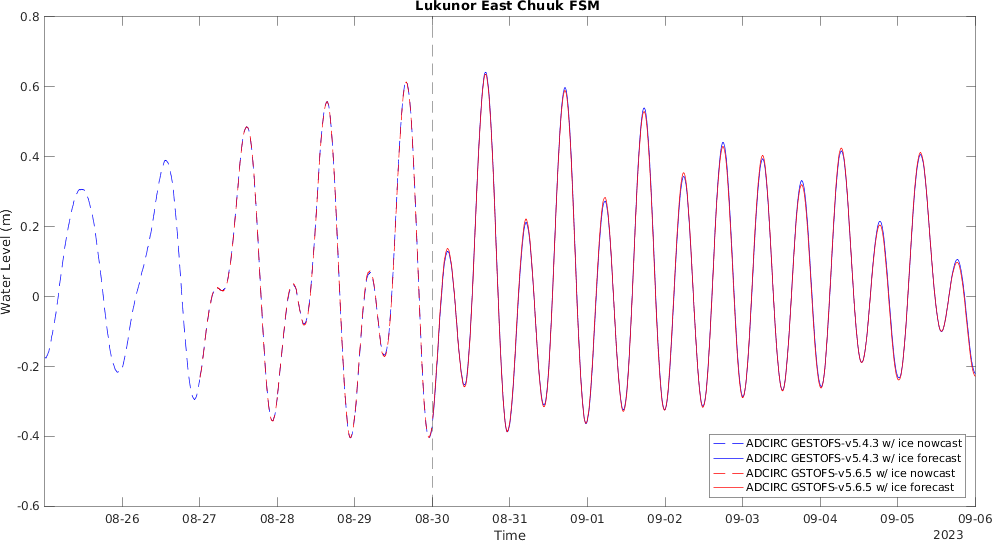 Lukunor East Chuuk FSM
0.8
0.6
0.4
0.2
0
-0.2
-0.4
-0.6
Water Level (m)
ADCIRC GESTOFS-v5.4.3 w/ ice nowcast
ADCIRC GESTOFS-v5.4.3 w/ ice forecast
ADCIRC GSTOFS-v5.6.5 w/ ice nowcast
ADCIRC GSTOFS-v5.6.5 w/ ice forecast
08-26 08-27 08-28 08-29 08-30 08-31 09-01 09-02 09-03 09-04 09-05 09-06
Time
2023